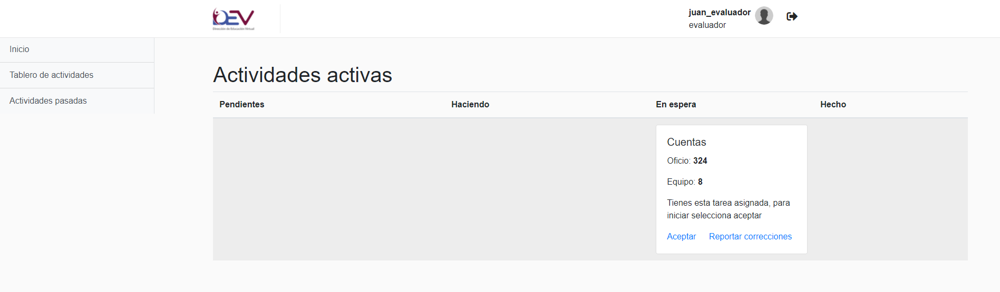 DEV
Dirección de Educación Virtual
juan_evaluador
evaluador
Inicio
Tablero de actividades
Actividades pasadas
Actividades activas
Pendientes
Haciendo
En espera
Hecho
Cuentas
Oficio: 324
Equipo: 8
Tienes esta tarea asignada, para
iniciar selecciona aceptar
Aceptar
Reportar correcciones